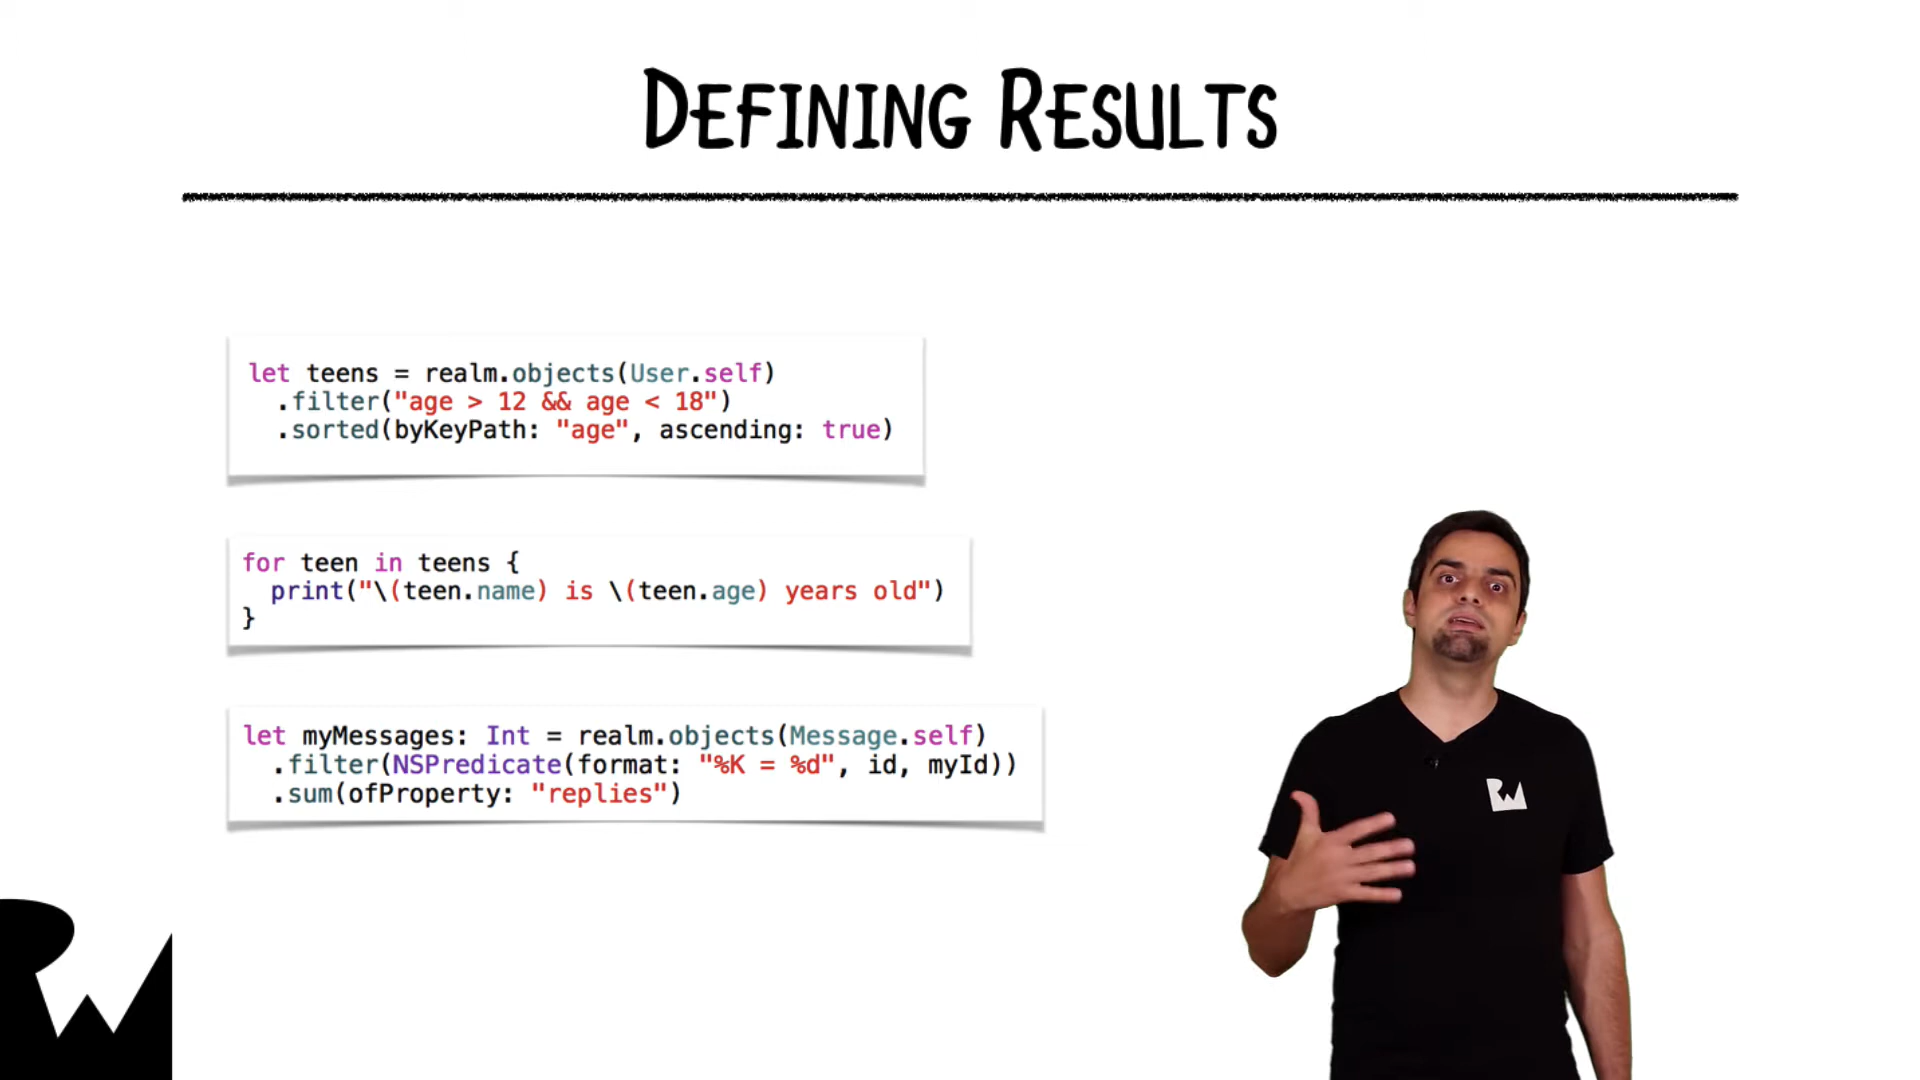 DEFINING RESULTS
let teens = realm.objects(User.self)
.filter("age > 12 && age < 18")
.sorted(byKeyPath: "age", ascending: true)
for teen in teens {
print("\(teen.name) is \(teen.age) years old")
}
let myMessages: Int = realm.objects(Message.self)
.filter(NSPredicate(format: "%K = %d", id, myId))
.sum(ofProperty: "replies")
RW
RW